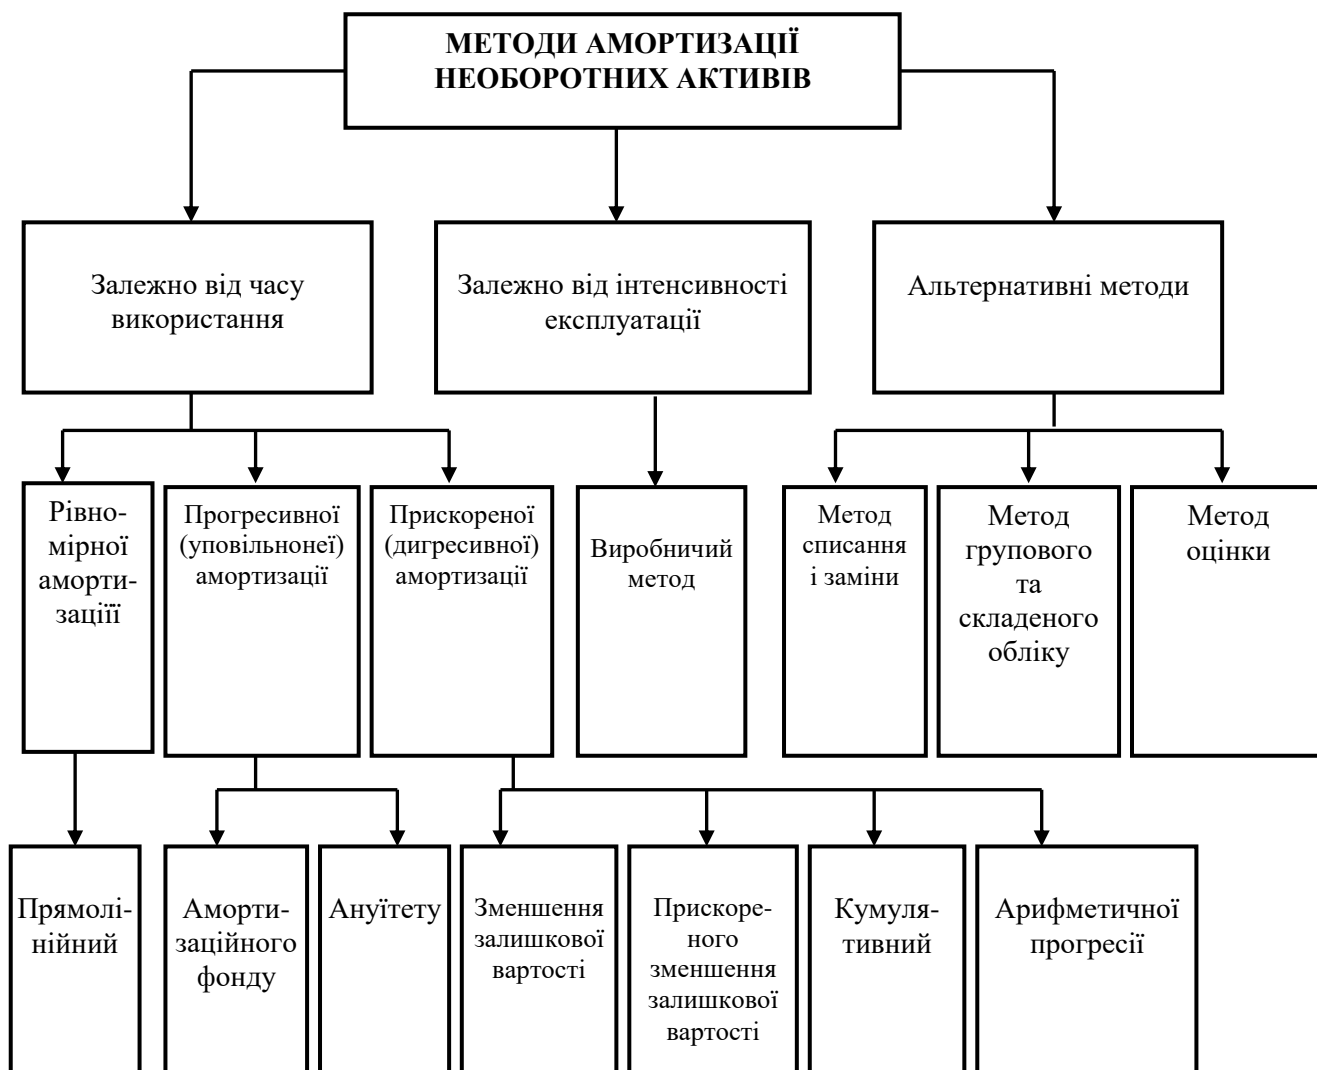 МЕТОДИ АМОРТИЗАЦІЇ
НЕОБОРОТНИХ АКТИВІВ
Залежно від часу
використання
Залежно від інтенсивності
експлуатації
Альтернативні методи
Рівно-
мірної
аморти-
заціїї
Прогресивної
(уповільнонеї)
амортизації
Прискореної
(дигресивної)
амортизації
Виробничий
метод
Метод
списання
і заміни
Метод
групового
та
складеного
обліку
Метод
оцінки
Прямолі-
нійний
Аморти-
заційного
фонду
Ануїтету
Зменшення
залишкової
вартості
Прискоре-
ного
зменшення
залишкової
вартості
Кумуля-
тивний
Арифметичної
прогресії